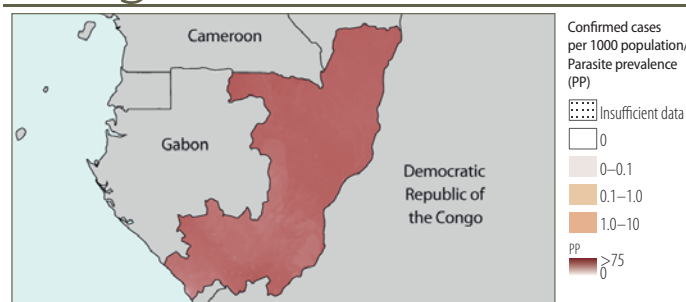 Cameroon
Gabon
Democratic
Republic of
the Congo
Confirmed cases
per 1000 population/
Parasite prevalence
(PP)
Insufficient data
0
0–0.1
0.1–1.0
1.0–10
PP
>75
0